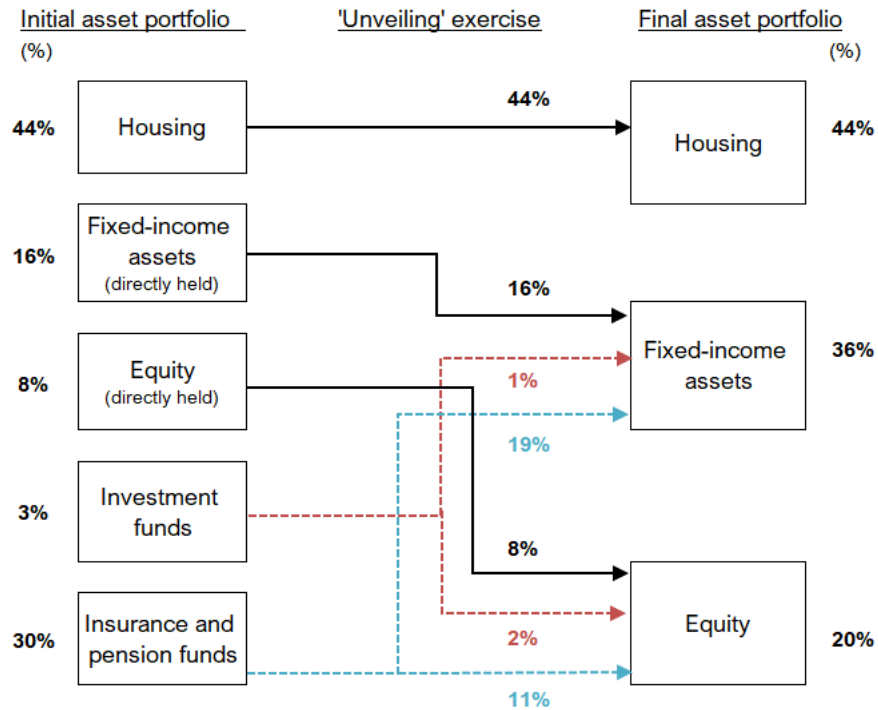 Initial asset portfolio
'Unveiling' exercise
Final asset portfolio
(%)
(%)
44%
Housing
44%
Housing
44%
Fixed-income
assets
(directly held)
16%
16%
Fixed-income
assets
36%
Equity
(directly held)
8%
1%
19%
Investment
funds
3%
8%
2%
Equity
20%
Insurance and
pension funds
30%
11%